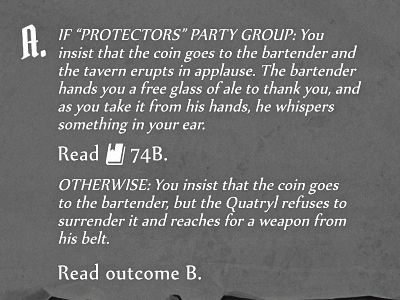 A. IF “PROTECTORS” PARTY GROUP: You
insist that the coin goes to the bartender and
the tavern erupts in applause. The bartender
hands you a free glass of ale to thank you, and
as you take it from his hands, he whispers
something in your ear.
Read 74B.
OTHERWISE: You insist that the coin goes
to the bartender, but the Quatryl refuses to
surrender it and reaches for a weapon from
his belt.
Read outcome B.